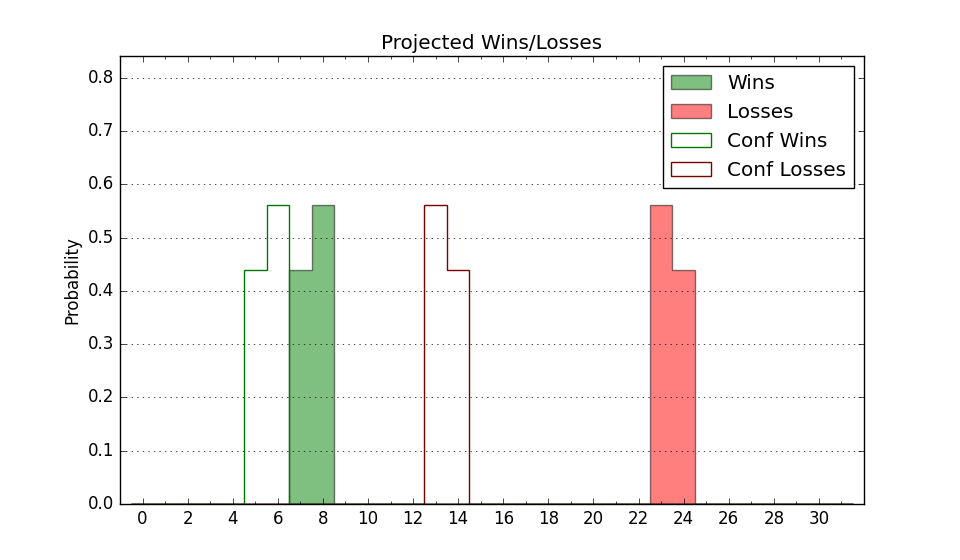 Projected Wins/Losses
0.8
0.7
0.6
0.5
0.4
0.3
0.2
0.1
0.0
Probability
Wins
Losses
Conf Wins
Conf Losses
0 2 4 6 8 10 12 14 16 18 20 22 24 26 28 30